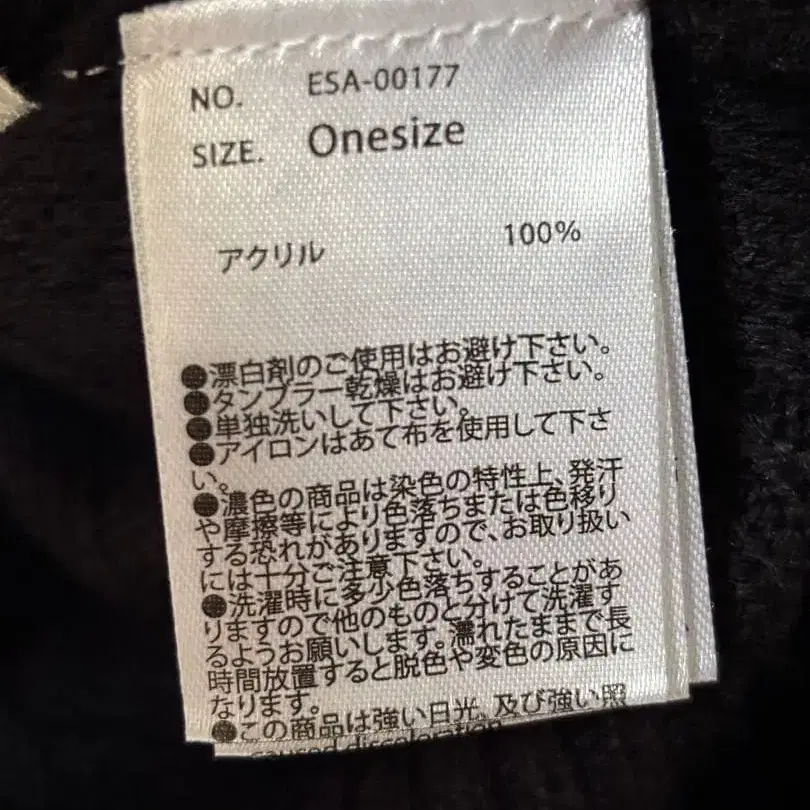 NO. ESA-00177
SIZE. Onesize
アクリル 100%
●漂白剤のご使用はお避け下さい。
●タンブラー乾燥はお避け下さい。
●単独洗いして下さい。
●アイロンはあて布を使用して下さ
い。
●濃色の商品は染色の特性上、発汗
や摩擦等により色落ちまたは色移り
する恐れがありますので、お取り扱い
には十分ご注意下さい。
●洗濯時に多少色落ちすることがあ
りますので他のものと分けて洗濯す
るようお願いします。濡れたままで長
時間放置すると脱色や変色の原因に
なります。
●この商品は強い日光、及び強い照
caused discoloration